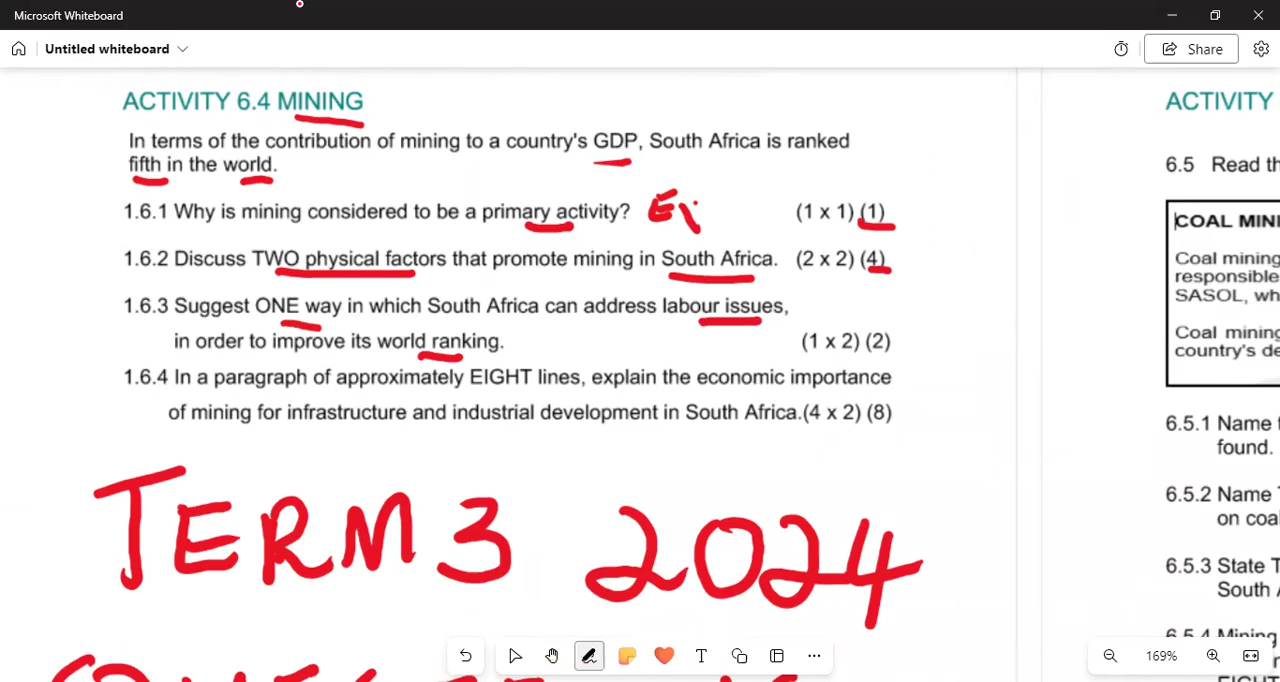 Microsoft Whiteboard
Untitled whiteboard
Share
ACTIVITY 6.4 MINING
In terms of the contribution of mining to a country's GDP, South Africa is ranked
fifth in the world.
1.6.1 Why is mining considered to be a primary activity? (1 x 1) (1)
1.6.2 Discuss TWO physical factors that promote mining in South Africa. (2 x 2) (4)
1.6.3 Suggest ONE way in which South Africa can address labour issues,
in order to improve its world ranking. (1 x 2) (2)
1.6.4 In a paragraph of approximately EIGHT lines, explain the economic importance
of mining for infrastructure and industrial development in South Africa.(4 x 2) (8)
TERM 3 2024
ACTIVITY
6.5 Read th
COAL MIN
Coal mining
responsible
SASOL, wh
Coal mining
country's de
6.5.1 Name
found.
6.5.2 Name
on coa
6.5.3 State T
South
6.5.4 Mining
169%